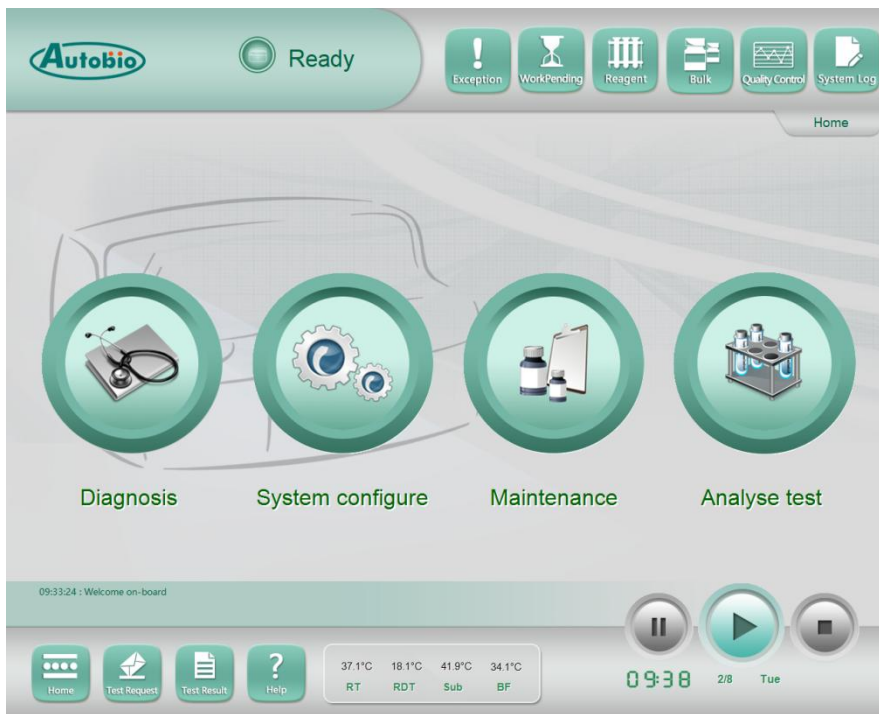 Autobio
Ready
Exception
WorkPending
Reagent
Bulk
Quality Control
System Log
Home
Diagnosis
System configure
Maintenance
Analyse test
09:33:24 : Welcome on-board
Home
Test Request
Test Result
? Help
37.1°C 18.1°C 41.9°C 34.1°C
RT RDT Sub BF
09:38 2/8 Tue